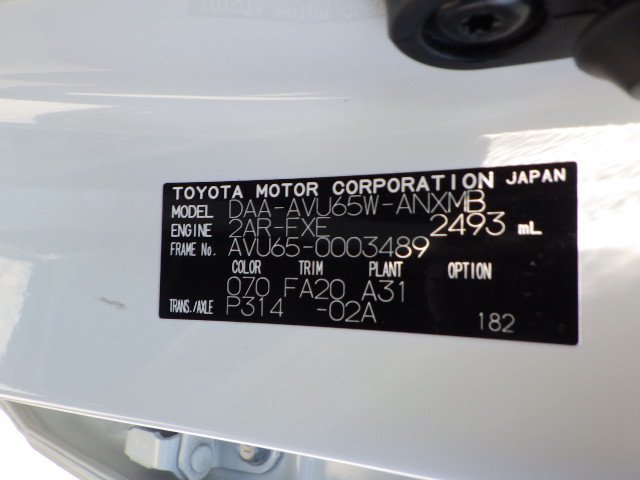 TOYOTA MOTOR CORPORATION JAPAN
MODEL DAA-AVU65W-ANXMB
ENGINE 2AR-FXE 2493 mL
FRAME No. AVU65-0003489
COLOR TRIM PLANT OPTION
070 FA20 A31
TRANS./AXLE P314 -02A
182